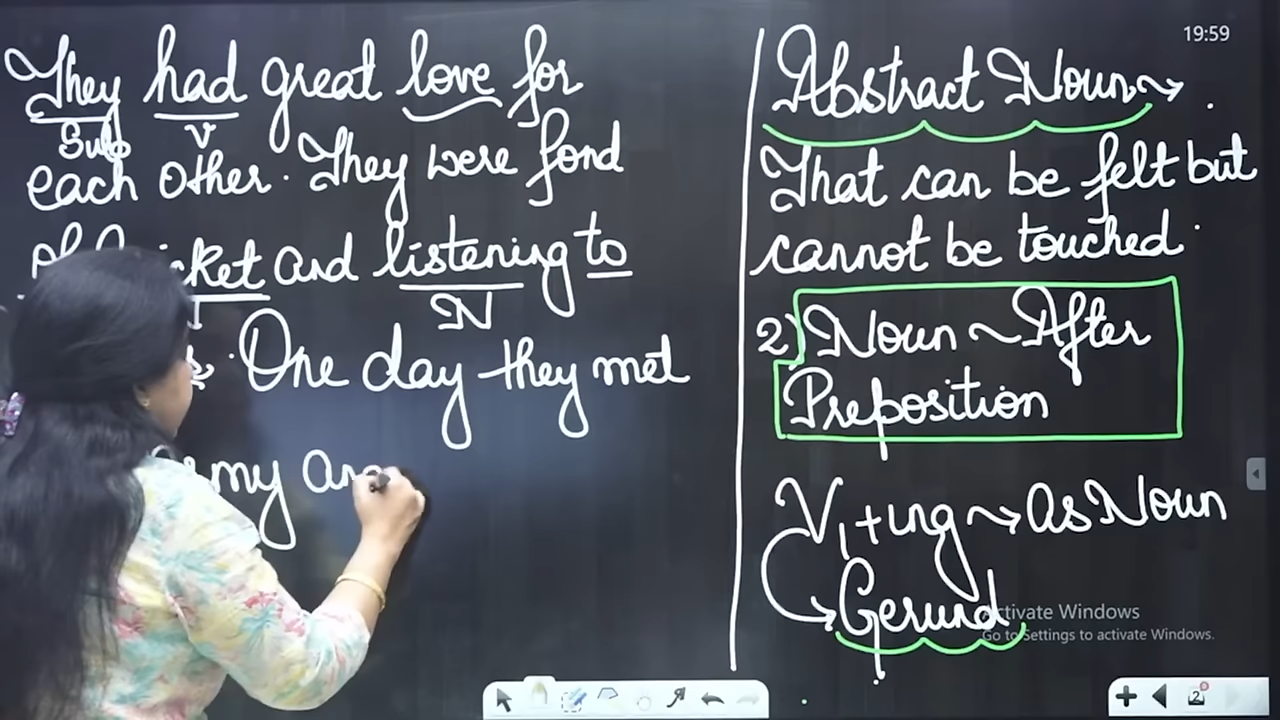 They had great love for
Sub V
each other. They were fond
and listening to
N
One day they met
my
19:59
Abstract Noun
That can be felt but
cannot be touched.
2) Noun ~ After
Preposition
V1+ing → as Noun
Gerund
Activate Windows
Go to Settings to activate Windows.
2